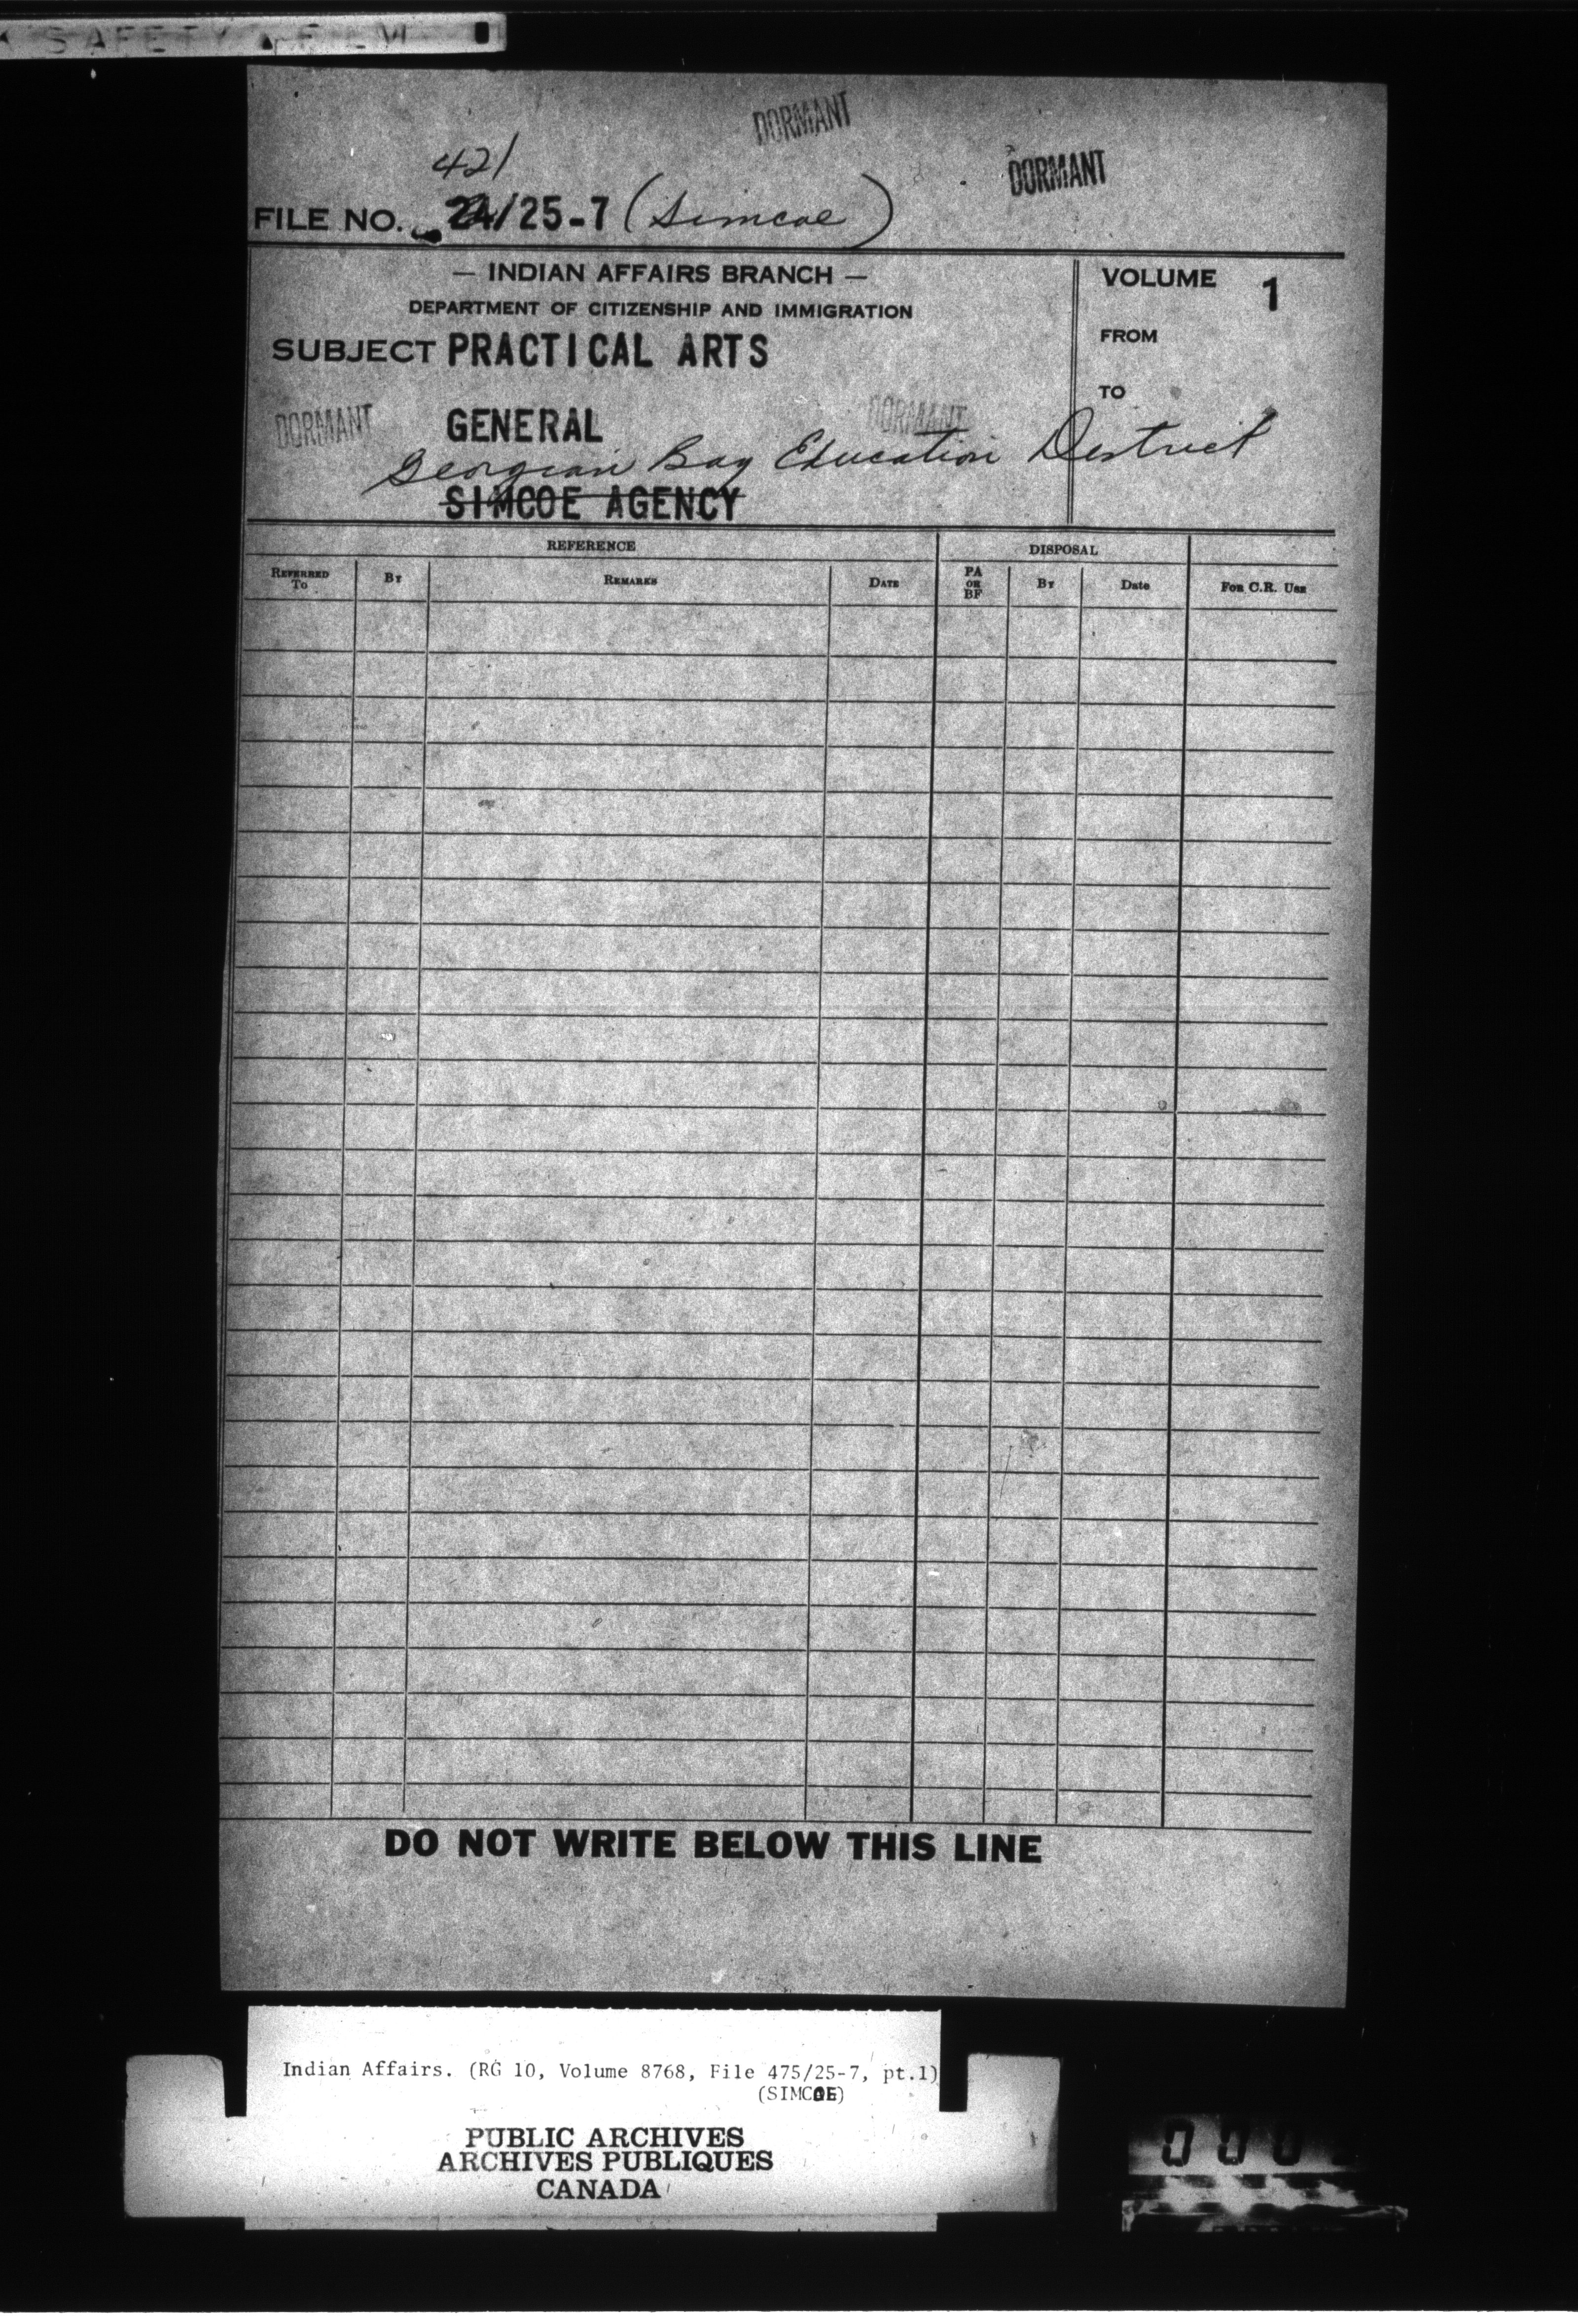 SAFETY FILM
DORMANT
DORMANT
421
FILE NO. 24/25-7 (Simcoe)
— INDIAN AFFAIRS BRANCH —
DEPARTMENT OF CITIZENSHIP AND IMMIGRATION
VOLUME 1
FROM
TO
SUBJECT PRACTICAL ARTS
DORMANT
GENERAL
DORMANT
Georgian Bay Education District
SIMCOE AGENCY
REFERENCE
DISPOSAL
REFERRED TO
BY
REMARKS
DATE
PA OR BF
BY
Date
FOR C.R. USE
DO NOT WRITE BELOW THIS LINE
Indian Affairs. (RG 10, Volume 8768, File 475/25-7, pt.1)
(SIMCOE)
PUBLIC ARCHIVES
ARCHIVES PUBLIQUES
CANADA